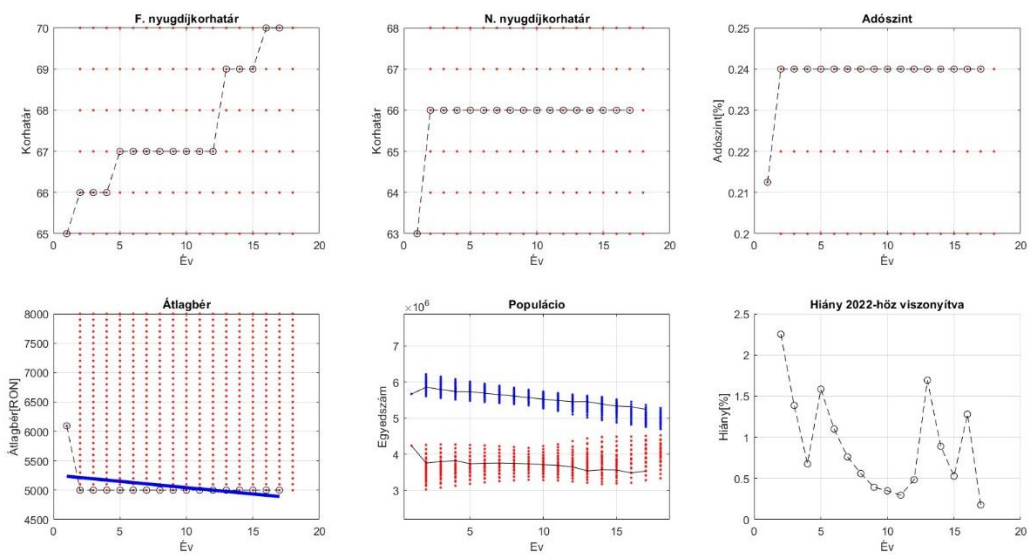 F. nyugdíjkorhatár
70
69
68
67
66
65
Korhatár
0 5 10 15 20
Év
N. nyugdíjkorhatár
68
67
66
65
64
63
Korhatár
0 5 10 15 20
Év
Adószint
0.25
0.24
0.23
0.22
0.21
0.2
Adószint[%]
0 5 10 15 20
Év
Átlagbér
8000
7500
7000
6500
6000
5500
5000
4500
Átlagbér[RON]
0 5 10 15 20
Év
Populácio
×10⁶
7
6
5
4
3
Egyedszám
5 10 15
Év
Hiány 2022-höz viszonyítva
2.5
2
1.5
1
0.5
0
Hiány[%]
0 5 10 15 20
Év